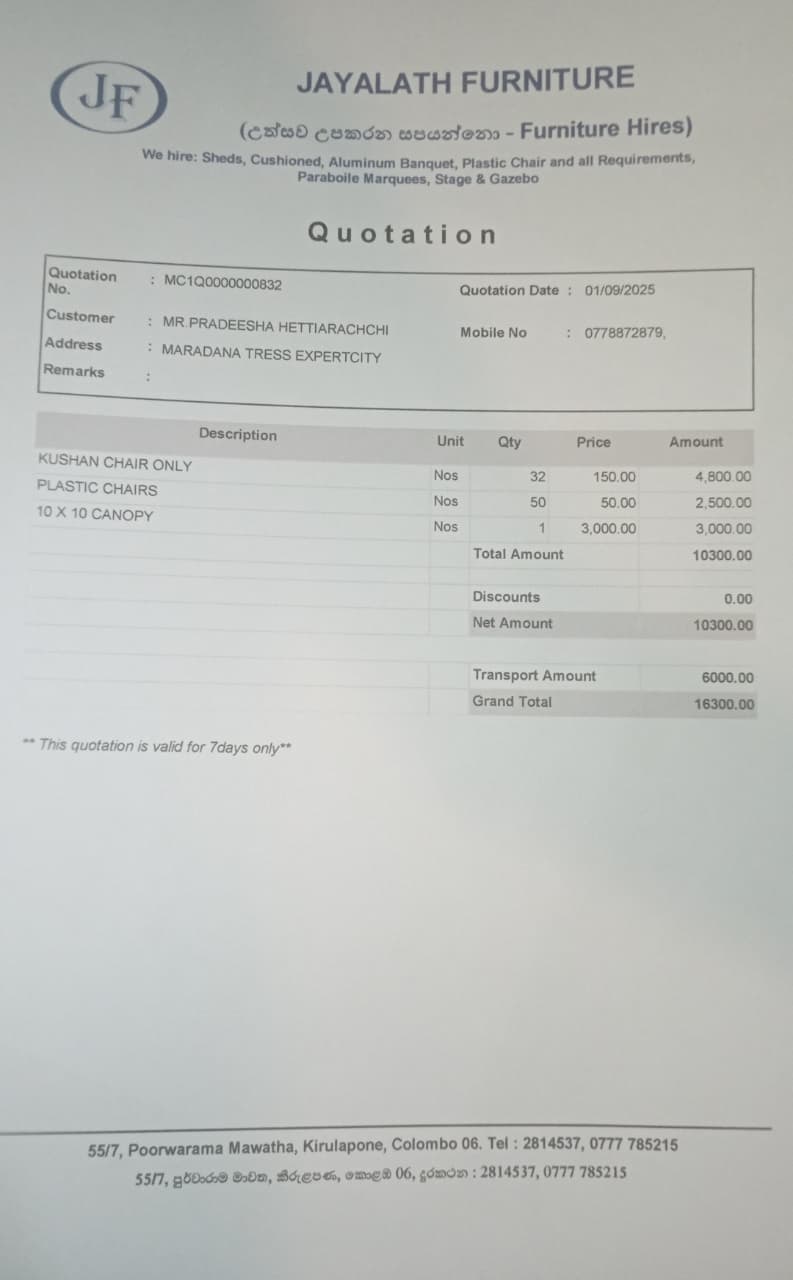 JF
JAYALATH FURNITURE
(උත්සව උපකරන සපයන්නෝ - Furniture Hires)
We hire: Sheds, Cushioned, Aluminum Banquet, Plastic Chair and all Requirements,
Paraboile Marquees, Stage & Gazebo
Quotation
Quotation No. : MC1Q0000000832 Quotation Date : 01/09/2025
Customer : MR.PRADEESHA HETTIARACHCHI Mobile No : 0778872879,
Address : MARADANA TRESS EXPERTCITY
Remarks :
Description Unit Qty Price Amount
KUSHAN CHAIR ONLY Nos 32 150.00 4,800.00
PLASTIC CHAIRS Nos 50 50.00 2,500.00
10 X 10 CANOPY Nos 1 3,000.00 3,000.00
Total Amount 10300.00
Discounts 0.00
Net Amount 10300.00
Transport Amount 6000.00
Grand Total 16300.00
** This quotation is valid for 7days only**
55/7, Poorwarama Mawatha, Kirulapone, Colombo 06. Tel : 2814537, 0777 785215
55/7, පූර්වාරාම මාවත, කිරුළපණ, කොළඹ 06, දුරකථන : 2814537, 0777 785215